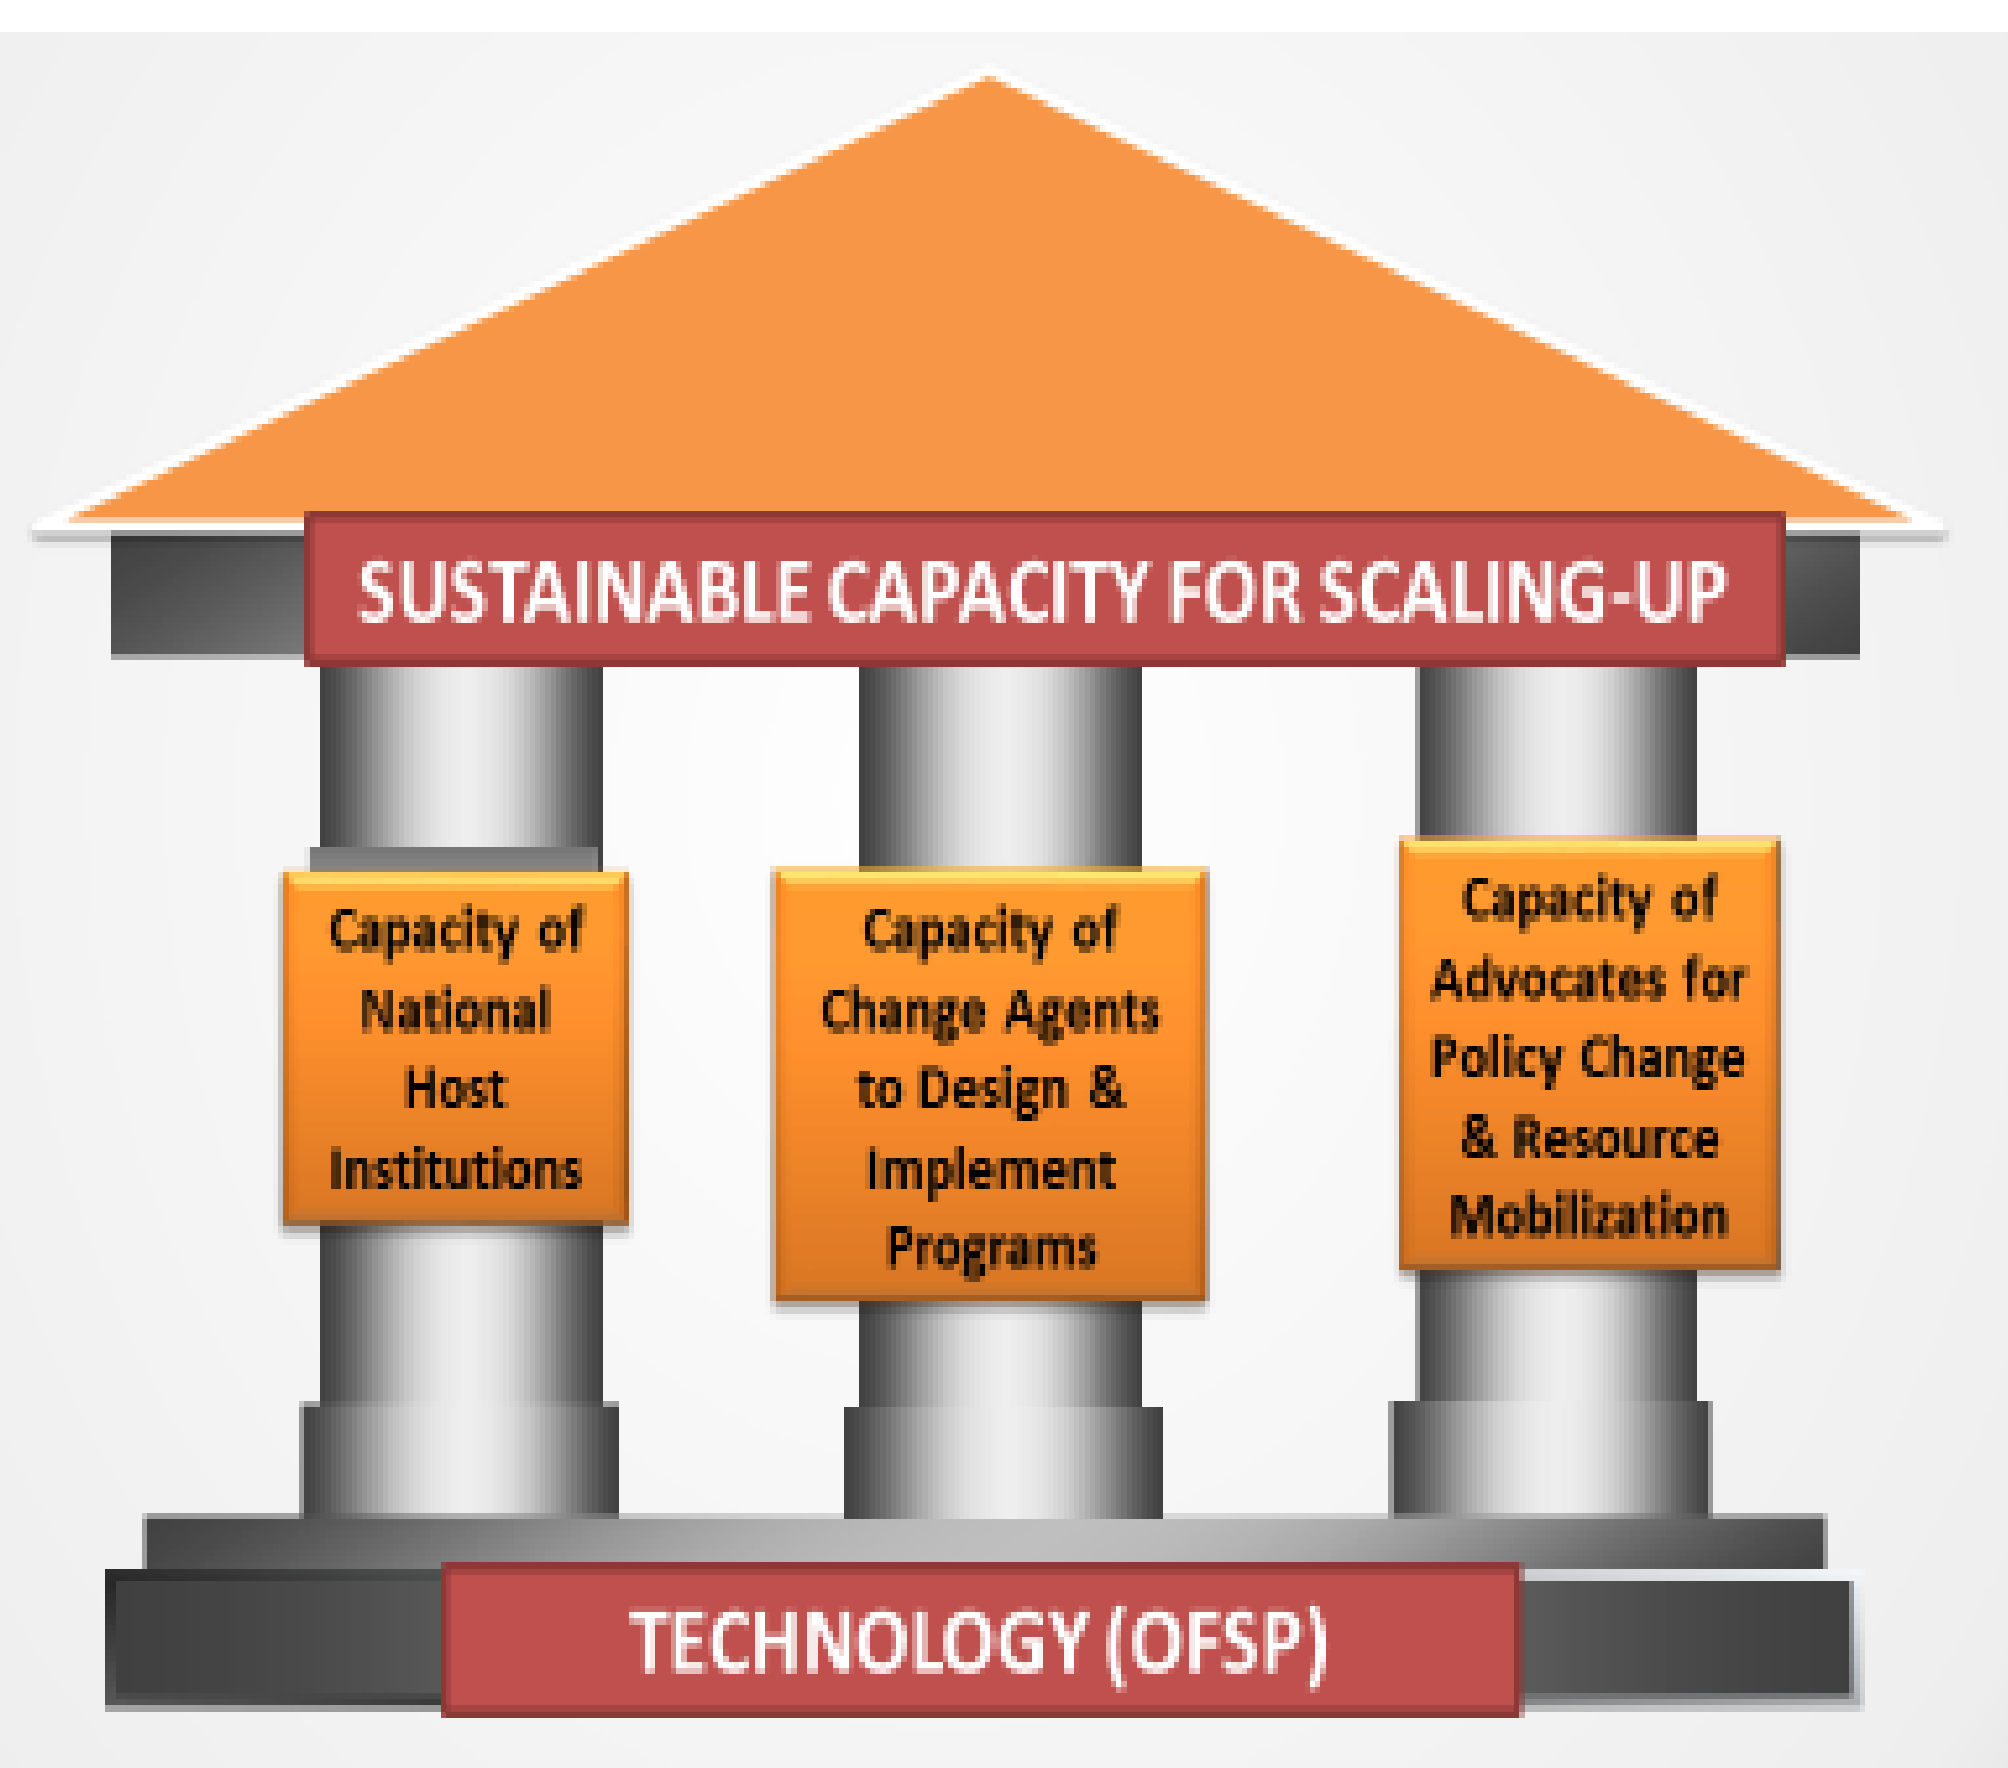 SUSTAINABLE CAPACITY FOR SCALING-UP
Capacity of
National
Host
Institutions
Capacity of
Change Agents
to Design &
Implement
Programs
Capacity of
Advocates for
Policy Change
& Resource
Mobilization
TECHNOLOGY (OFSP)